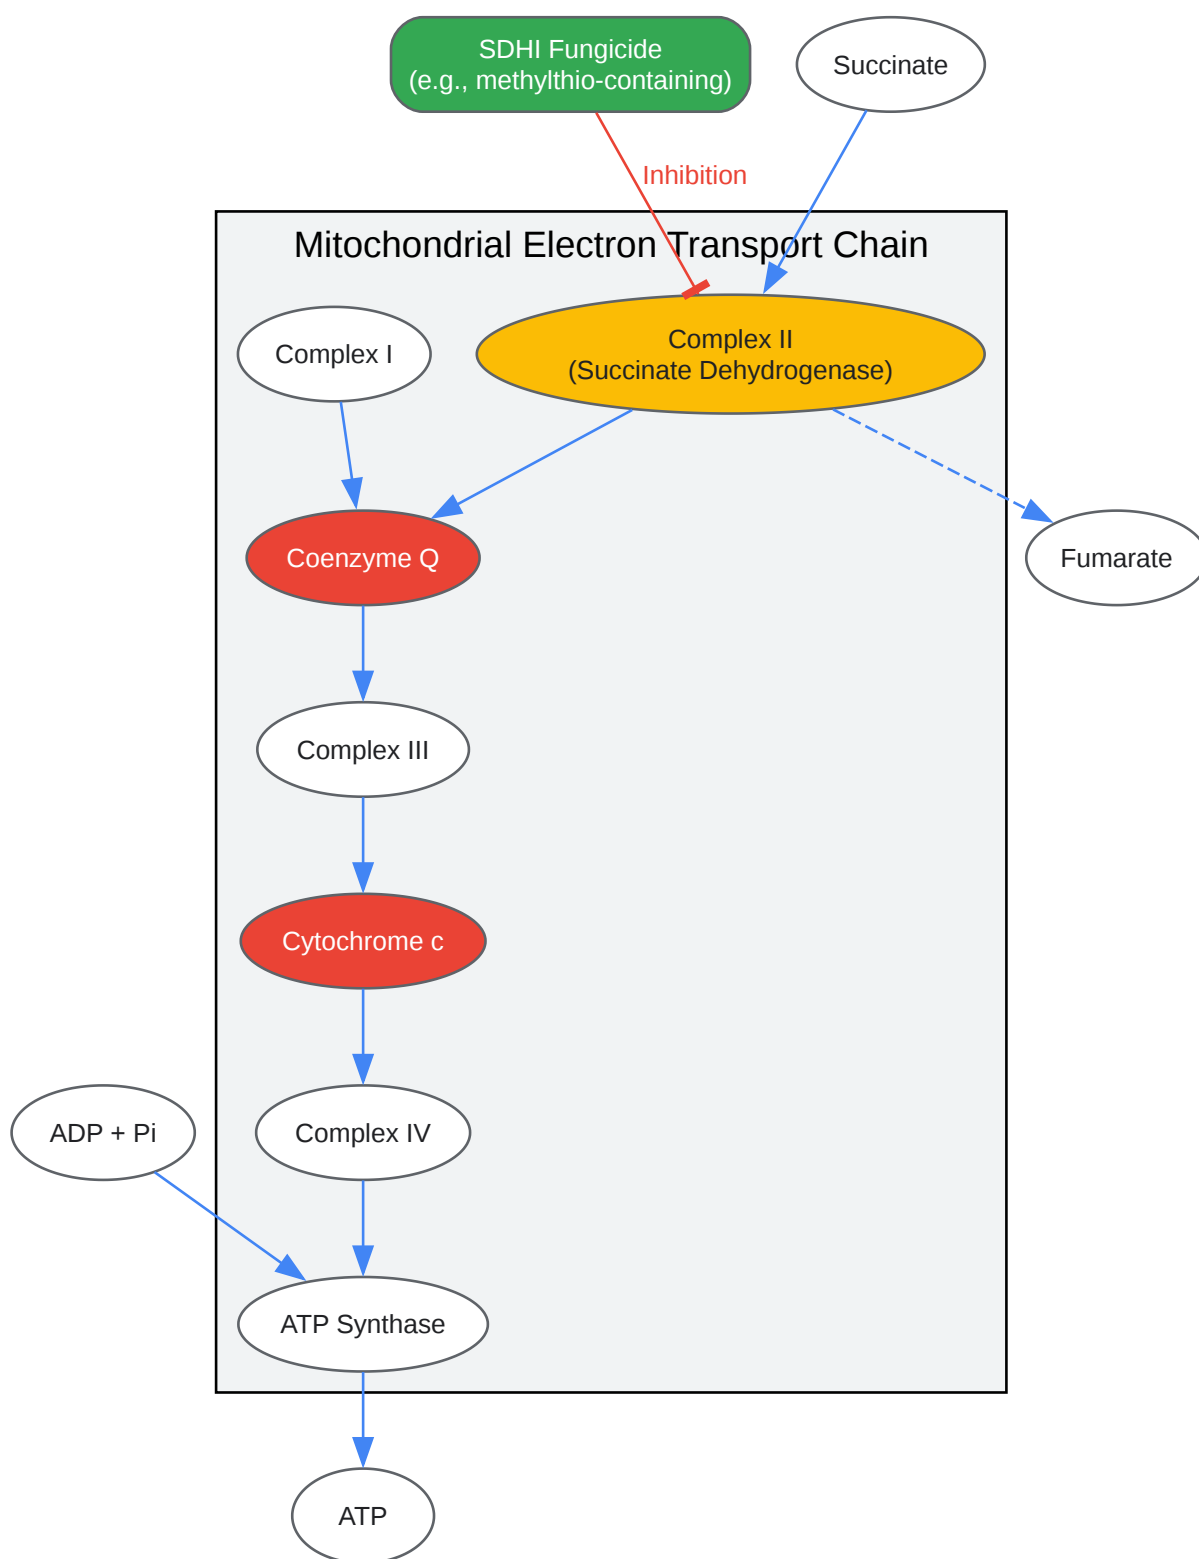 SDHI Fungicide
(e.g., methylthio-containing)
Succinate
Inhibition
Mitochondrial Electron Transport Chain
Complex I
Complex II
(Succinate Dehydrogenase)
Coenzyme Q
Fumarate
Complex III
Cytochrome c
ADP + Pi
Complex IV
ATP Synthase
ATP